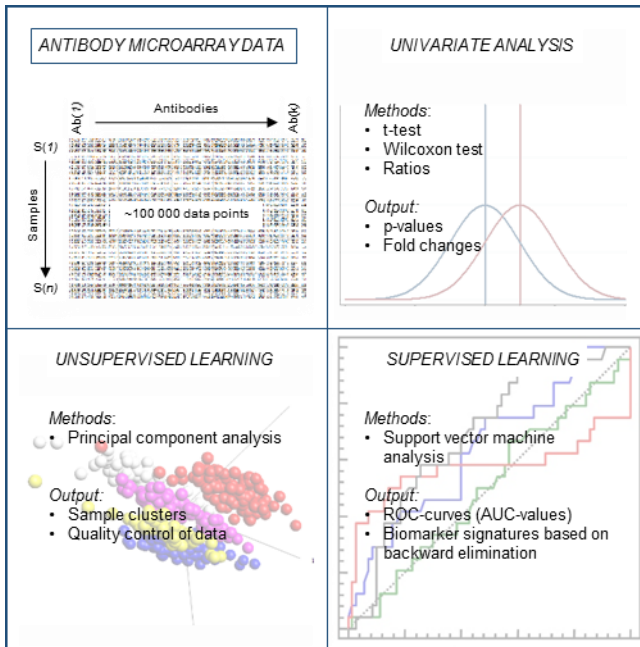 ANTIBODY MICROARRAY DATA
Ab(1)
Antibodies
Ab(k)
S(1)
Samples
~100 000 data points
S(n)
UNIVARIATE ANALYSIS
Methods:
• t-test
• Wilcoxon test
• Ratios
Output:
• p-values
• Fold changes
UNSUPERVISED LEARNING
Methods:
• Principal component analysis
Output:
• Sample clusters
• Quality control of data
SUPERVISED LEARNING
Methods:
• Support vector machine
analysis
Output:
• ROC-curves (AUC-values)
• Biomarker signatures based on
backward elimination